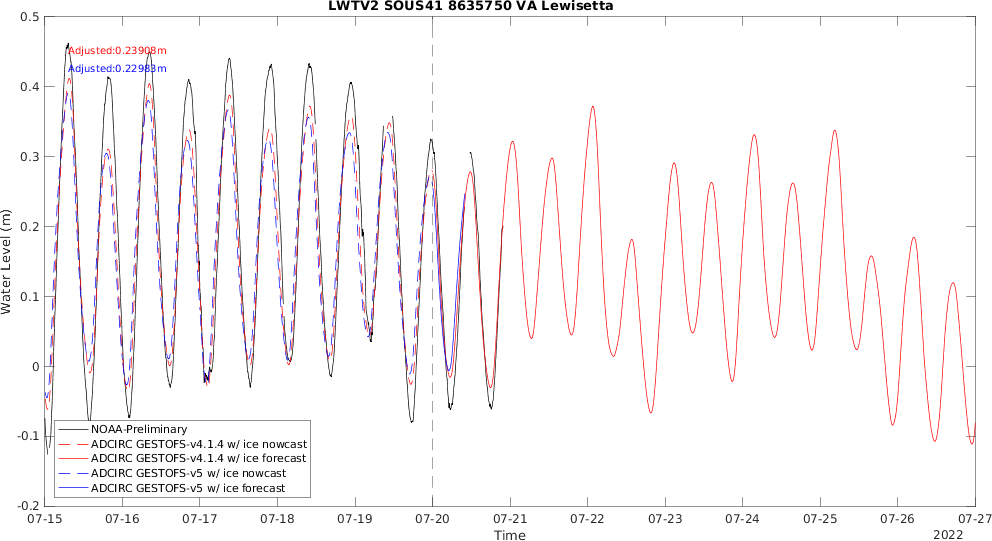 LWTV2 SOUS41 8635750 VA Lewisetta
Adjusted:0.23908m
Adjusted:0.22983m
Water Level (m)
0.5
0.4
0.3
0.2
0.1
0
-0.1
-0.2
NOAA-Preliminary
ADCIRC GESTOFS-v4.1.4 w/ ice nowcast
ADCIRC GESTOFS-v4.1.4 w/ ice forecast
ADCIRC GESTOFS-v5 w/ ice nowcast
ADCIRC GESTOFS-v5 w/ ice forecast
07-15 07-16 07-17 07-18 07-19 07-20 07-21 07-22 07-23 07-24 07-25 07-26 07-27
Time
2022